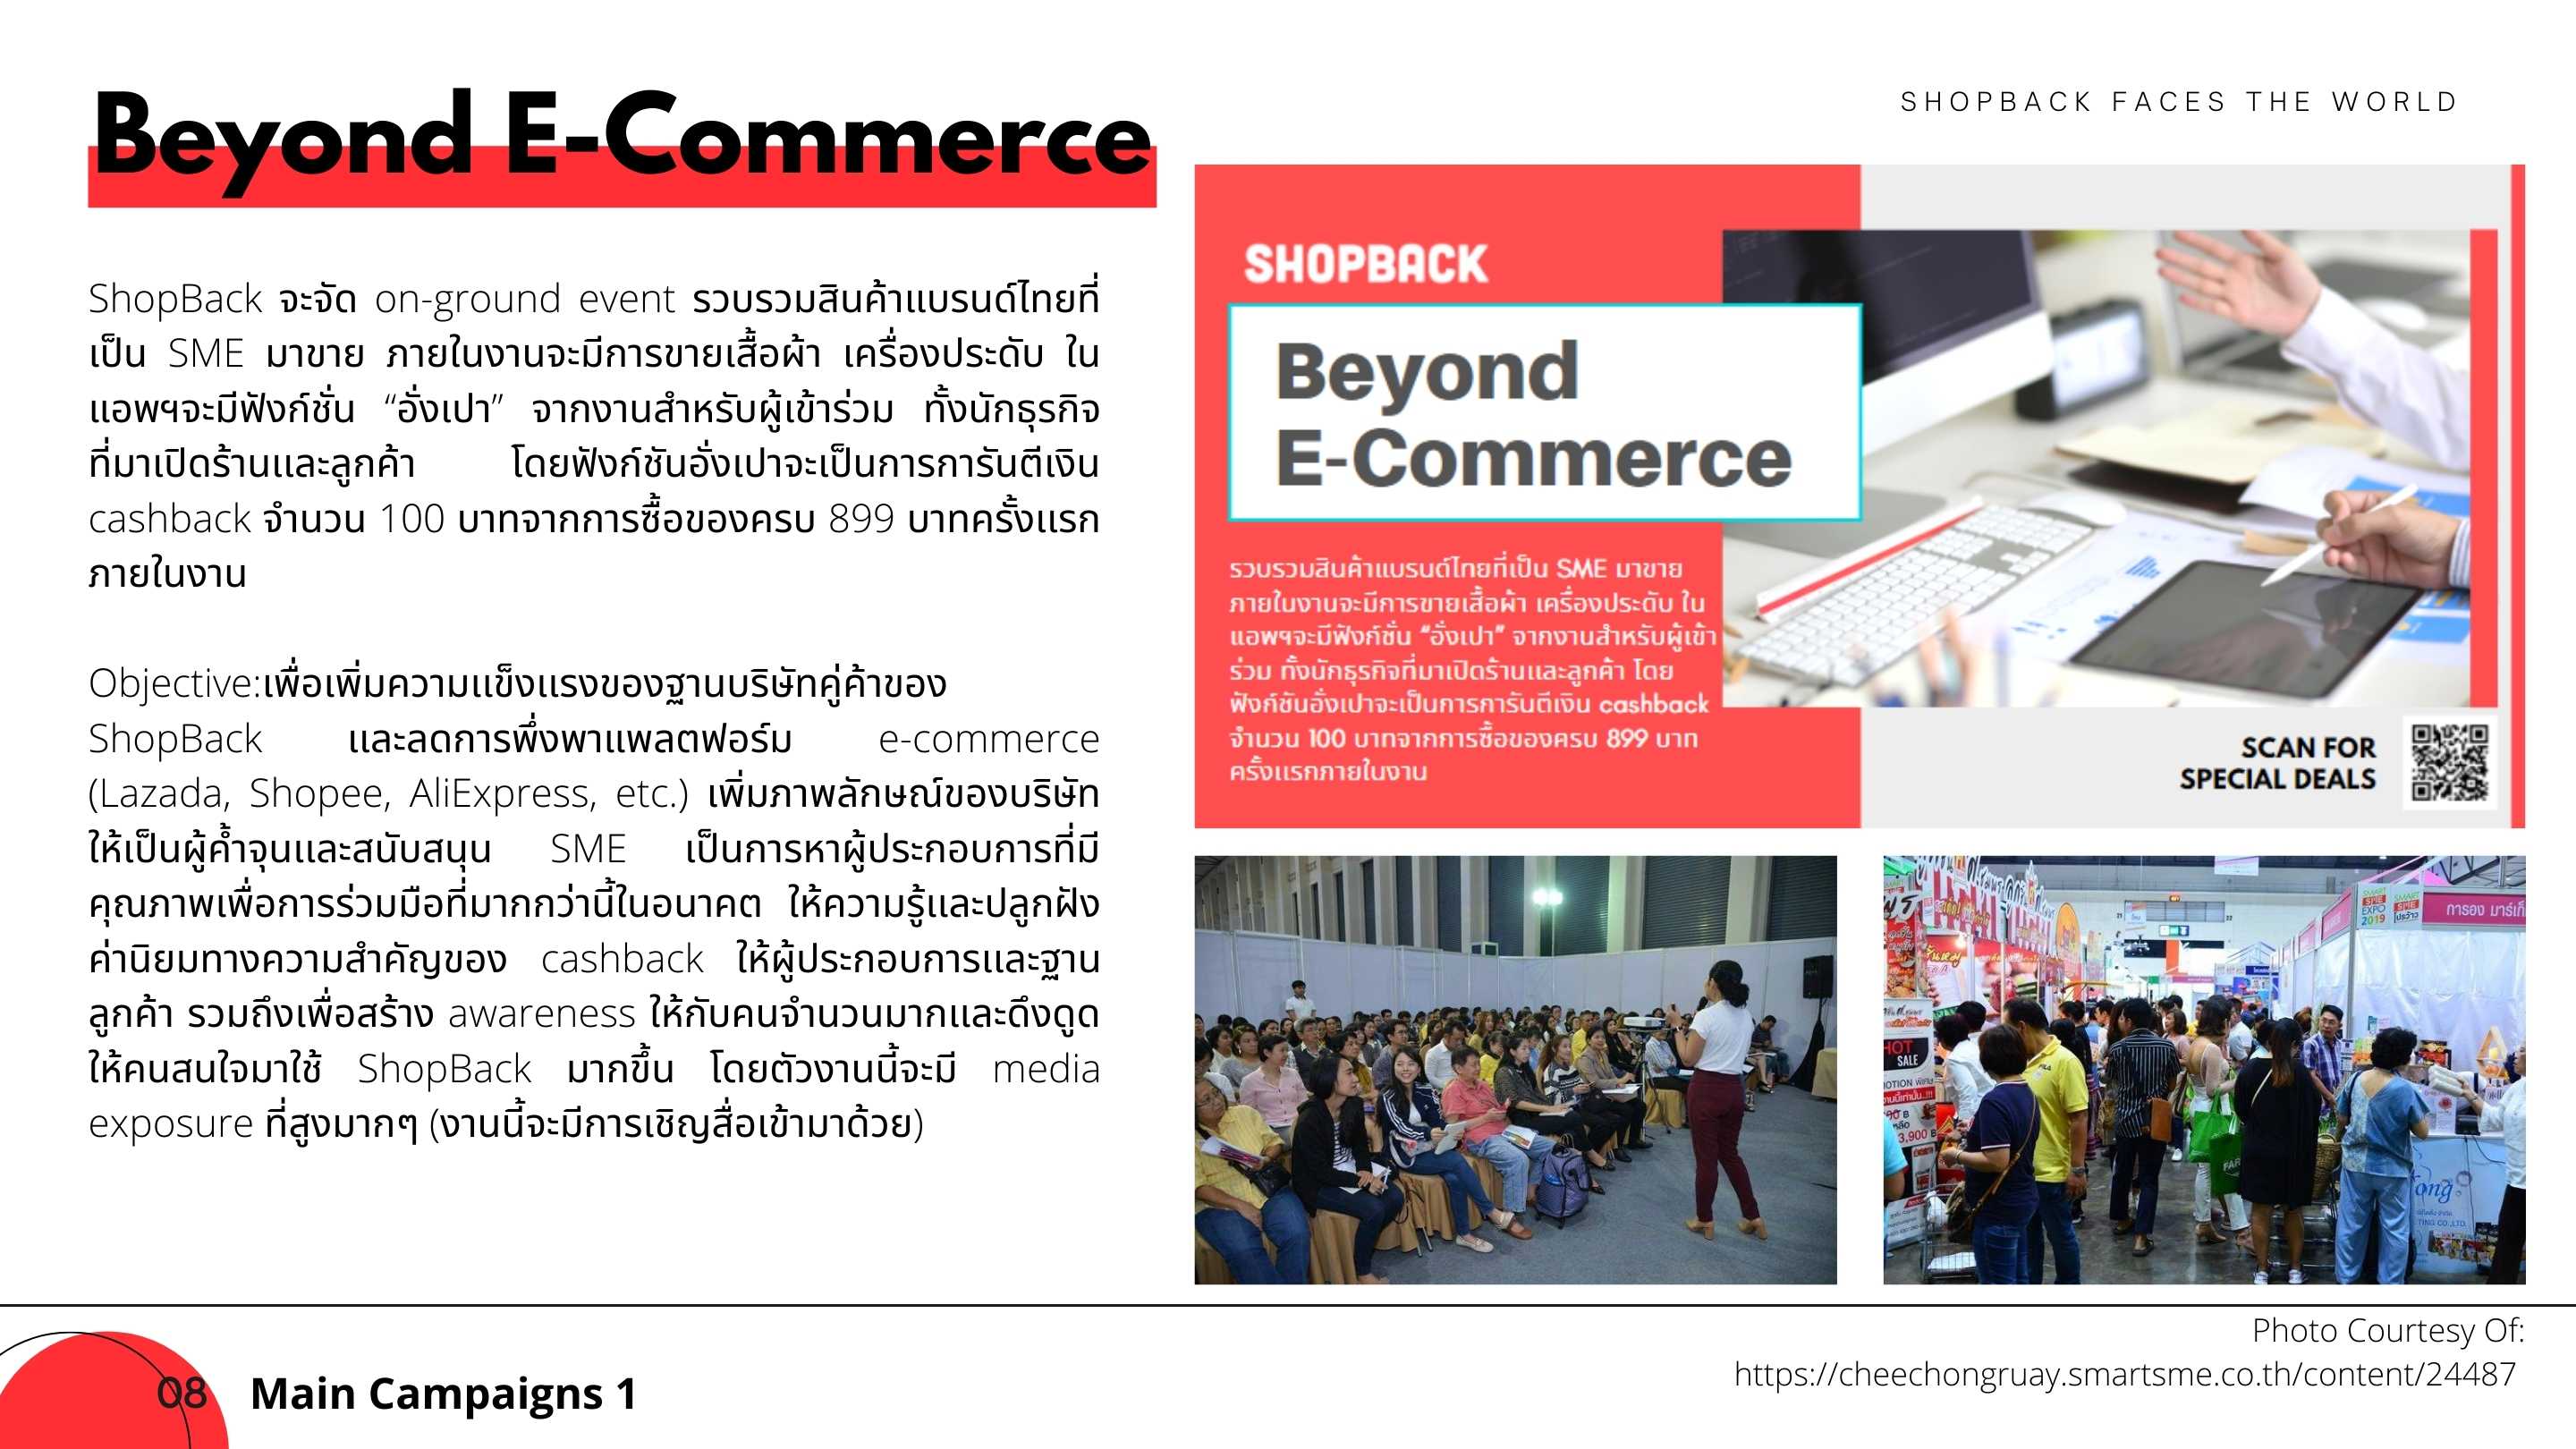 Beyond E-Commerce
SHOPBACK FACES THE WORLD
ShopBack จะจัด on-ground event รวบรวมสินค้าแบรนด์ไทยที่
เป็น SME มาขาย ภายในงานจะมีการขายเสื้อผ้า เครื่องประดับ ใน
แอพฯจะมีฟังก์ชั่น “อั่งเปา” จากงานสำหรับผู้เข้าร่วม ทั้งนักธุรกิจ
ที่มาเปิดร้านและลูกค้า โดยฟังก์ชันอั่งเปาจะเป็นการการันตีเงิน
cashback จำนวน 100 บาทจากการซื้อของครบ 899 บาทครั้งแรก
ภายในงาน
Objective:เพื่อเพิ่มความแข็งแรงของฐานบริษัทคู่ค้าของ
ShopBack และลดการพึ่งพาแพลตฟอร์ม e-commerce
(Lazada, Shopee, AliExpress, etc.) เพิ่มภาพลักษณ์ของบริษัท
ให้เป็นผู้ค้ำจุนและสนับสนุน SME เป็นการหาผู้ประกอบการที่มี
คุณภาพเพื่อการร่วมมือที่มากกว่านี้ในอนาคต ให้ความรู้และปลูกฝัง
ค่านิยมทางความสำคัญของ cashback ให้ผู้ประกอบการและฐาน
ลูกค้า รวมถึงเพื่อสร้าง awareness ให้กับคนจำนวนมากและดึงดูด
ให้คนสนใจมาใช้ ShopBack มากขึ้น โดยตัวงานนี้จะมี media
exposure ที่สูงมากๆ (งานนี้จะมีการเชิญสื่อเข้ามาด้วย)
SHOPBACK
Beyond
E-Commerce
รวบรวมสินค้าแบรนด์ไทยที่เป็น SME มาขาย
ภายในงานจะมีการขายเสื้อผ้า เครื่องประดับ ใน
แอพฯจะมีฟังก์ชั่น “อั่งเปา” จากงานสำหรับผู้เข้า
ร่วม ทั้งนักธุรกิจที่มาเปิดร้านและลูกค้า โดย
ฟังก์ชันอั่งเปาจะเป็นการการันตีเงิน cashback
จำนวน 100 บาทจากการซื้อของครบ 899 บาท
ครั้งแรกภายในงาน
SCAN FOR
SPECIAL DEALS
SMART
SME
EXPO
2019
การอง มาร์เก็
HOT
SALE
3,900 ฿
Photo Courtesy Of:
https://cheechongruay.smartsme.co.th/content/24487
08 Main Campaigns 1